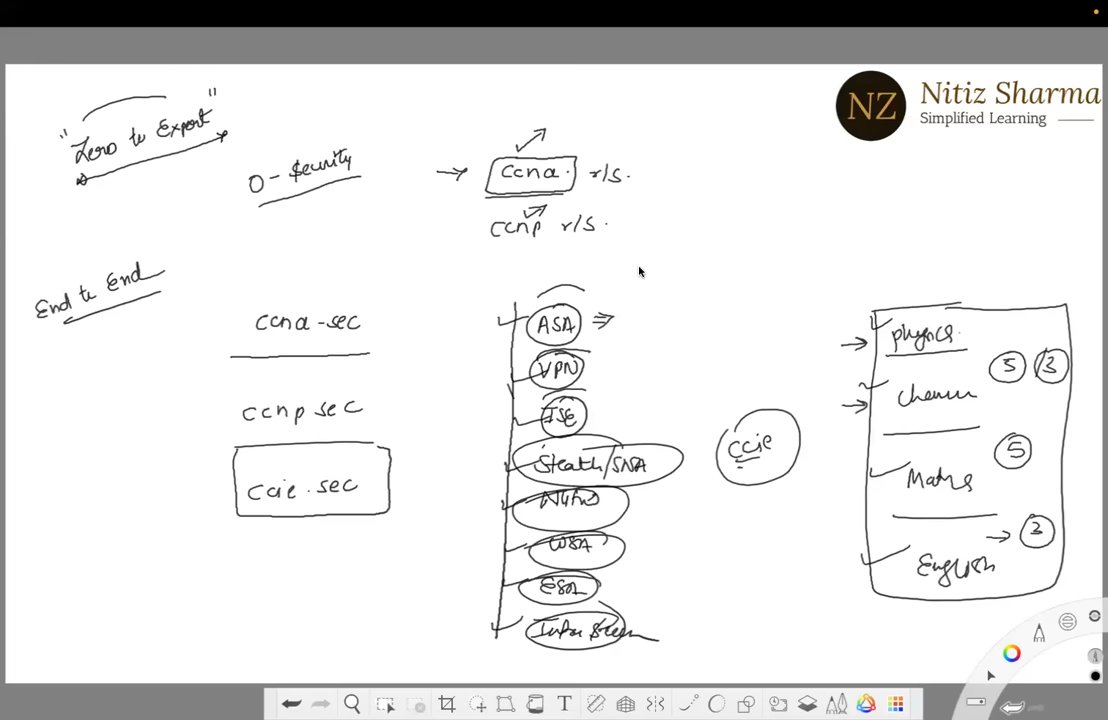 NZ
Nitiz Sharma
Simplified Learning
"Zero to Expert"
0 - Security
ccna. r/s.
ccnp r/s.
End to End
ccna-sec
ccnp sec
ccie.sec
ASA
VPN
ISE
Stealth/SNA
WSA
ESA
ccie
physics.
5 3
5
Maths
3
English
T